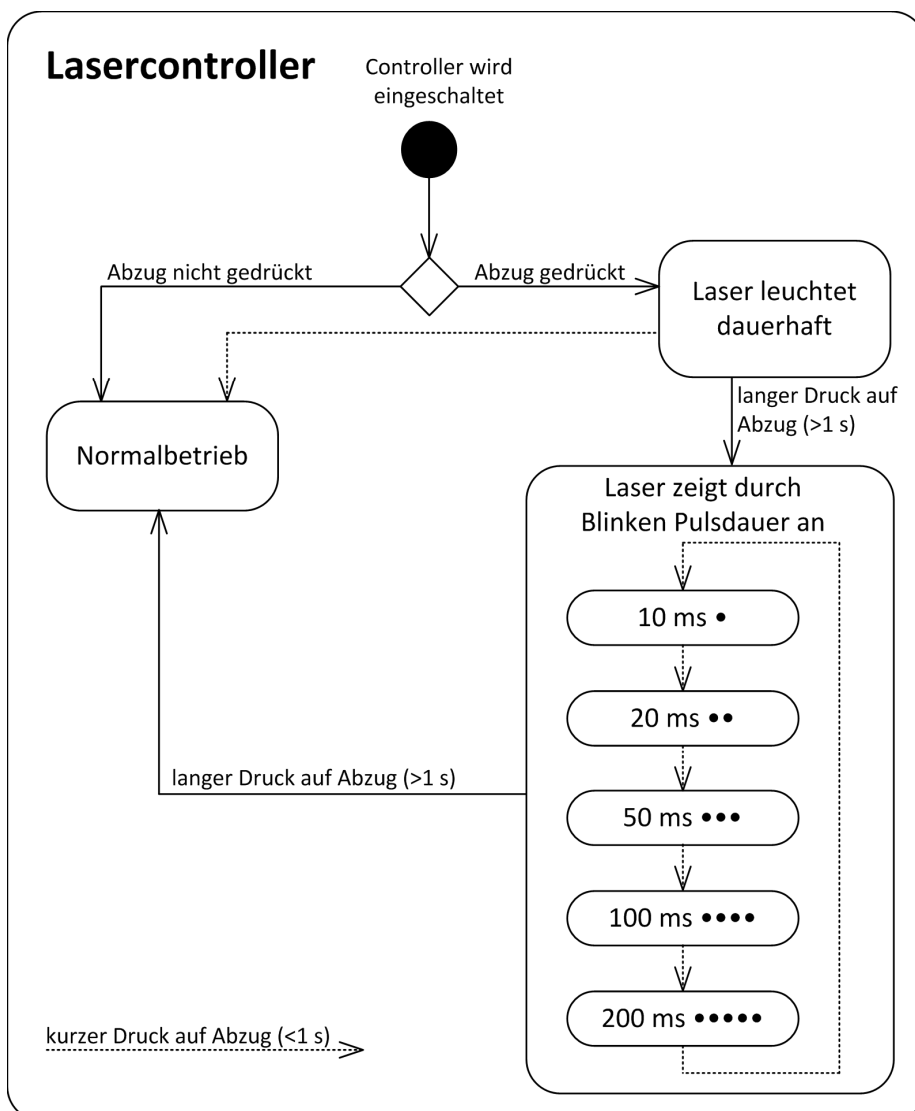 Lasercontroller
Controller wird
eingeschaltet
Abzug nicht gedrückt
Abzug gedrückt
Laser leuchtet
dauerhaft
langer Druck auf
Abzug (>1 s)
Normalbetrieb
Laser zeigt durch
Blinken Pulsdauer an
10 ms •
20 ms ••
50 ms •••
100 ms ••••
200 ms •••••
langer Druck auf Abzug (>1 s)
kurzer Druck auf Abzug (<1 s)